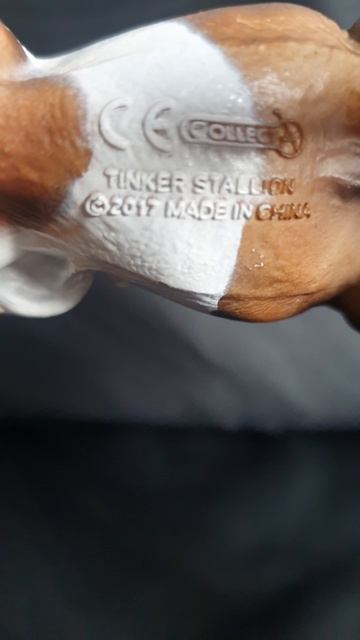 CE COLLECTA
TINKER STALLION
©2017 MADE IN CHINA